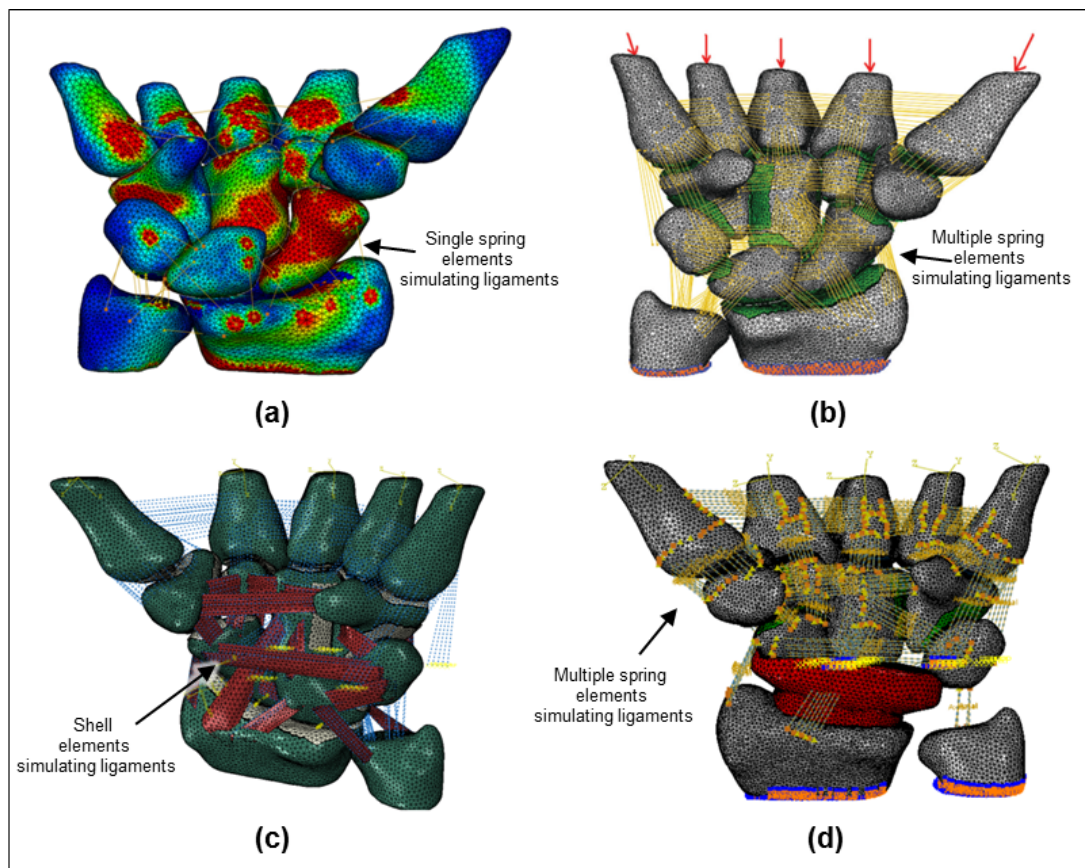 Single spring
elements
simulating ligaments
(a)
Multiple spring
elements
simulating ligaments
(b)
Shell
elements
simulating ligaments
(c)
Multiple spring
elements
simulating ligaments
(d)